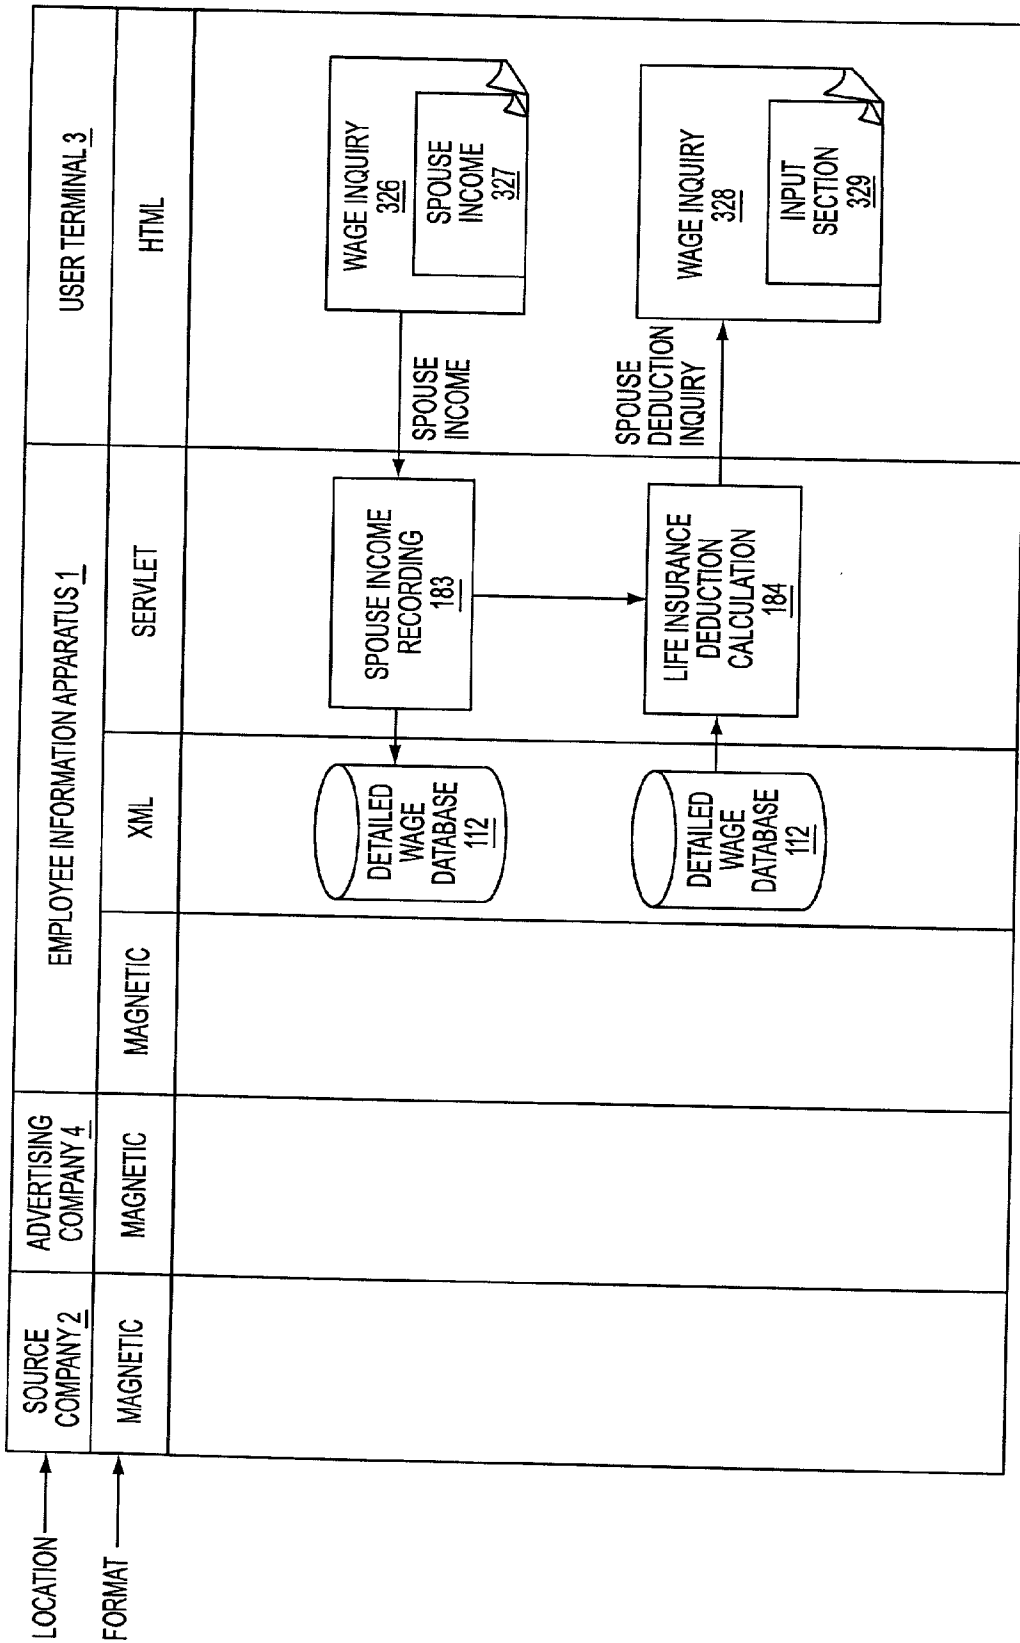 LOCATION
SOURCE
COMPANY 2
ADVERTISING
COMPANY 4
EMPLOYEE INFORMATION APPARATUS 1
USER TERMINAL 3
FORMAT
MAGNETIC
MAGNETIC
MAGNETIC
XML
SERVLET
HTML
DETAILED
WAGE
DATABASE
112
SPOUSE INCOME
RECORDING
183
SPOUSE
INCOME
WAGE INQUIRY
326
SPOUSE
INCOME
327
DETAILED
WAGE
DATABASE
112
LIFE INSURANCE
DEDUCTION
CALCULATION
184
SPOUSE
DEDUCTION
INQUIRY
WAGE INQUIRY
328
INPUT
SECTION
329